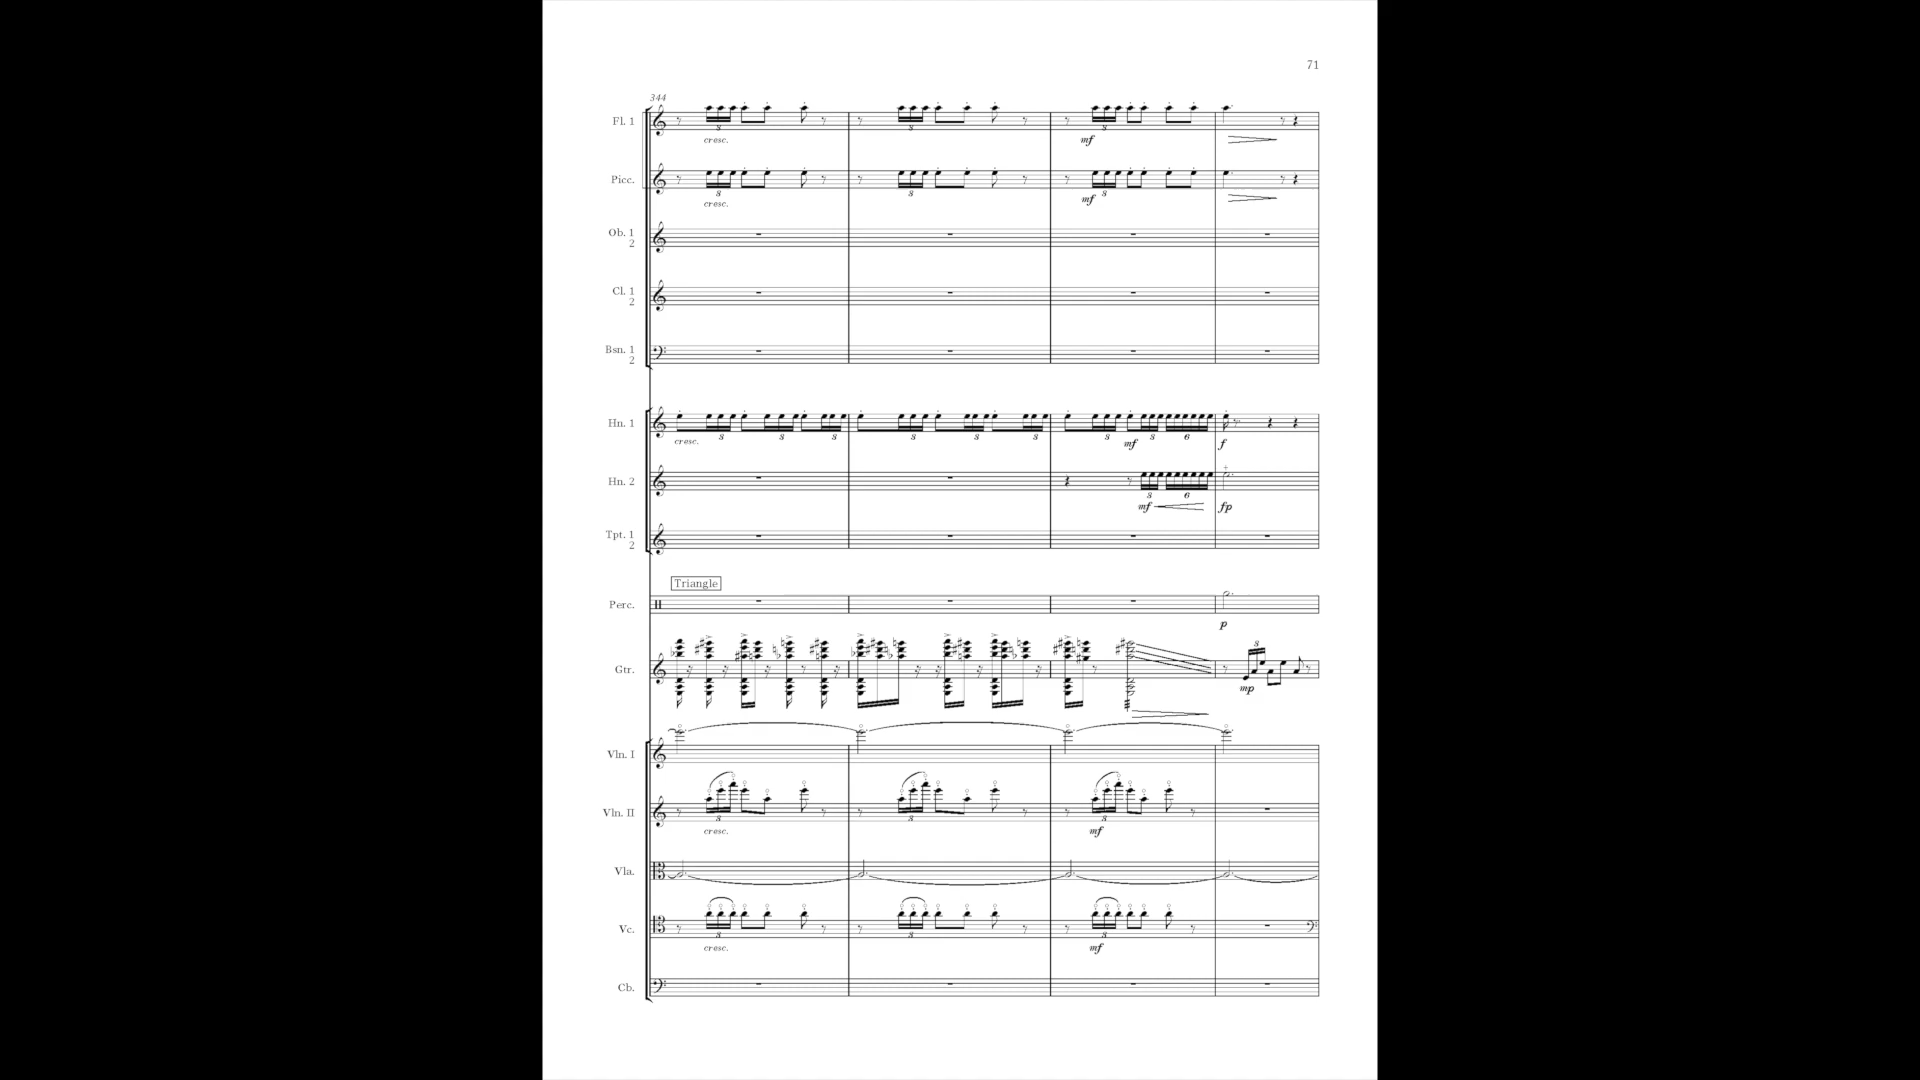 71
344
Fl. 1
3
3
3
cresc.
mf
Picc.
3
3
3
cresc.
mf
Ob. 1
2
Cl. 1
2
Bsn. 1
2
Hn. 1
cresc.
3
3
3
3
3
3
3
mf
3
6
f
Hn. 2
3
6
mf
fp
Tpt. 1
2
Triangle
Perc.
p
Gtr.
3
mp
Vln. I
Vln. II
3
3
3
cresc.
mf
Vla.
Vc.
3
3
3
cresc.
mf
Cb.